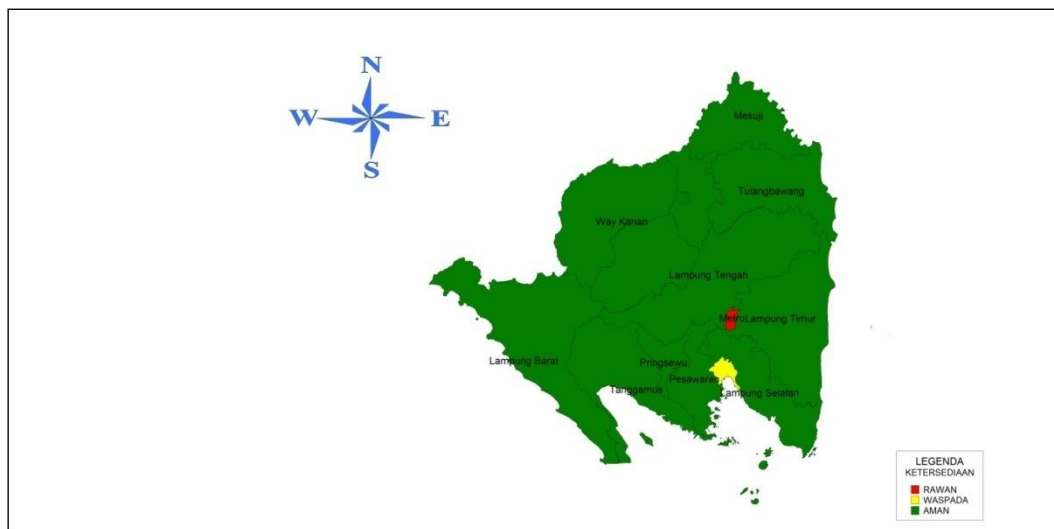 N
W E
S
Mesuji
Tulangbawang
Way Kanan
Lampung Tengah
Metro Lampung Timur
Lampung Barat
Pringsewu
Pesawaran
Tanggamus
Lampung Selatan
LEGENDA
KETERSEDIAAN
RAWAN
WASPADA
AMAN